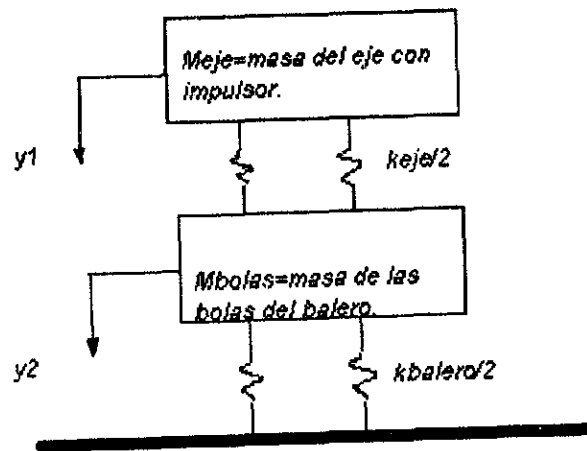 Meje=masa del eje con
impulsor.
y1
keje/2
Mbolas=masa de las
bolas del balero.
y2
kbalero/2